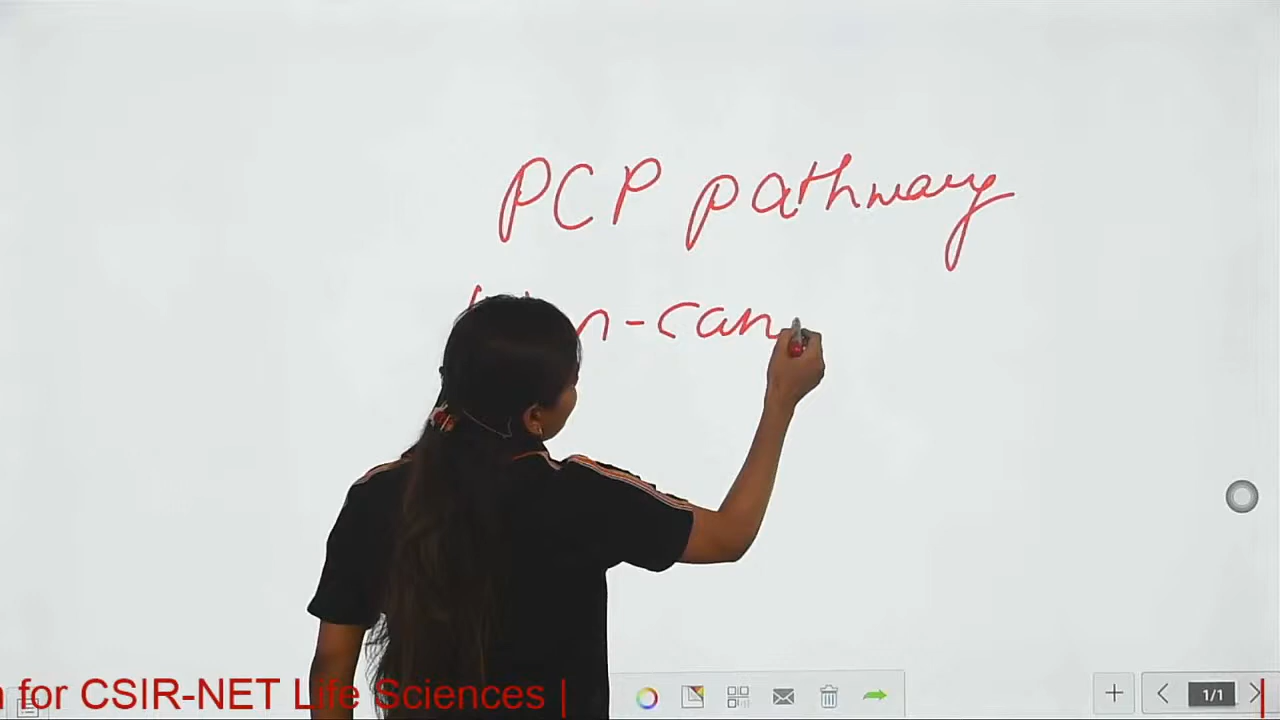 PCP pathway
n-can
for CSIR-NET Life Sciences |
1/1